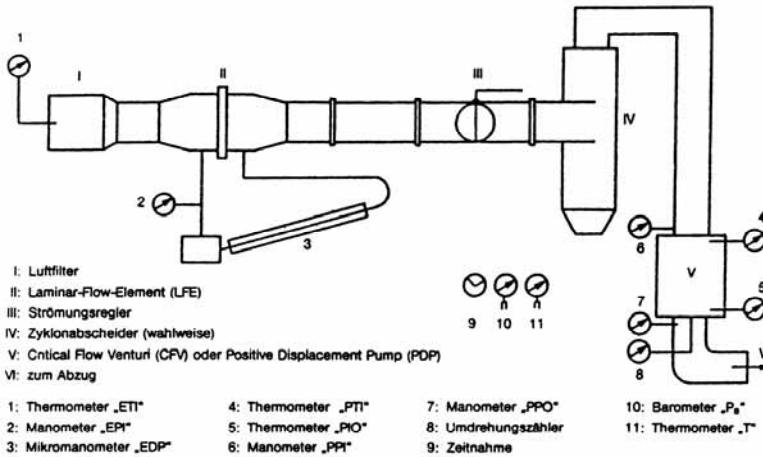 1
I
II
III
IV
2
3
4
6
V
5
7
8
V
9 10 11
I: Luftfilter
II: Laminar-Flow-Element (LFE)
III: Strömungsregler
IV: Zyklonabscheider (wahlweise)
V: Cntical Flow Venturi (CFV) oder Positive Displacement Pump (PDP)
VI: zum Abzug
1: Thermometer „ETI"
2: Manometer „EPI"
3: Mikromanometer „EDP"
4: Thermometer „PTI"
5: Thermometer „PIO"
6: Manometer „PPI"
7: Manometer „PPO"
8: Umdrehungszähler
9: Zeitnahme
10: Barometer „Pₐ"
11: Thermometer „T"